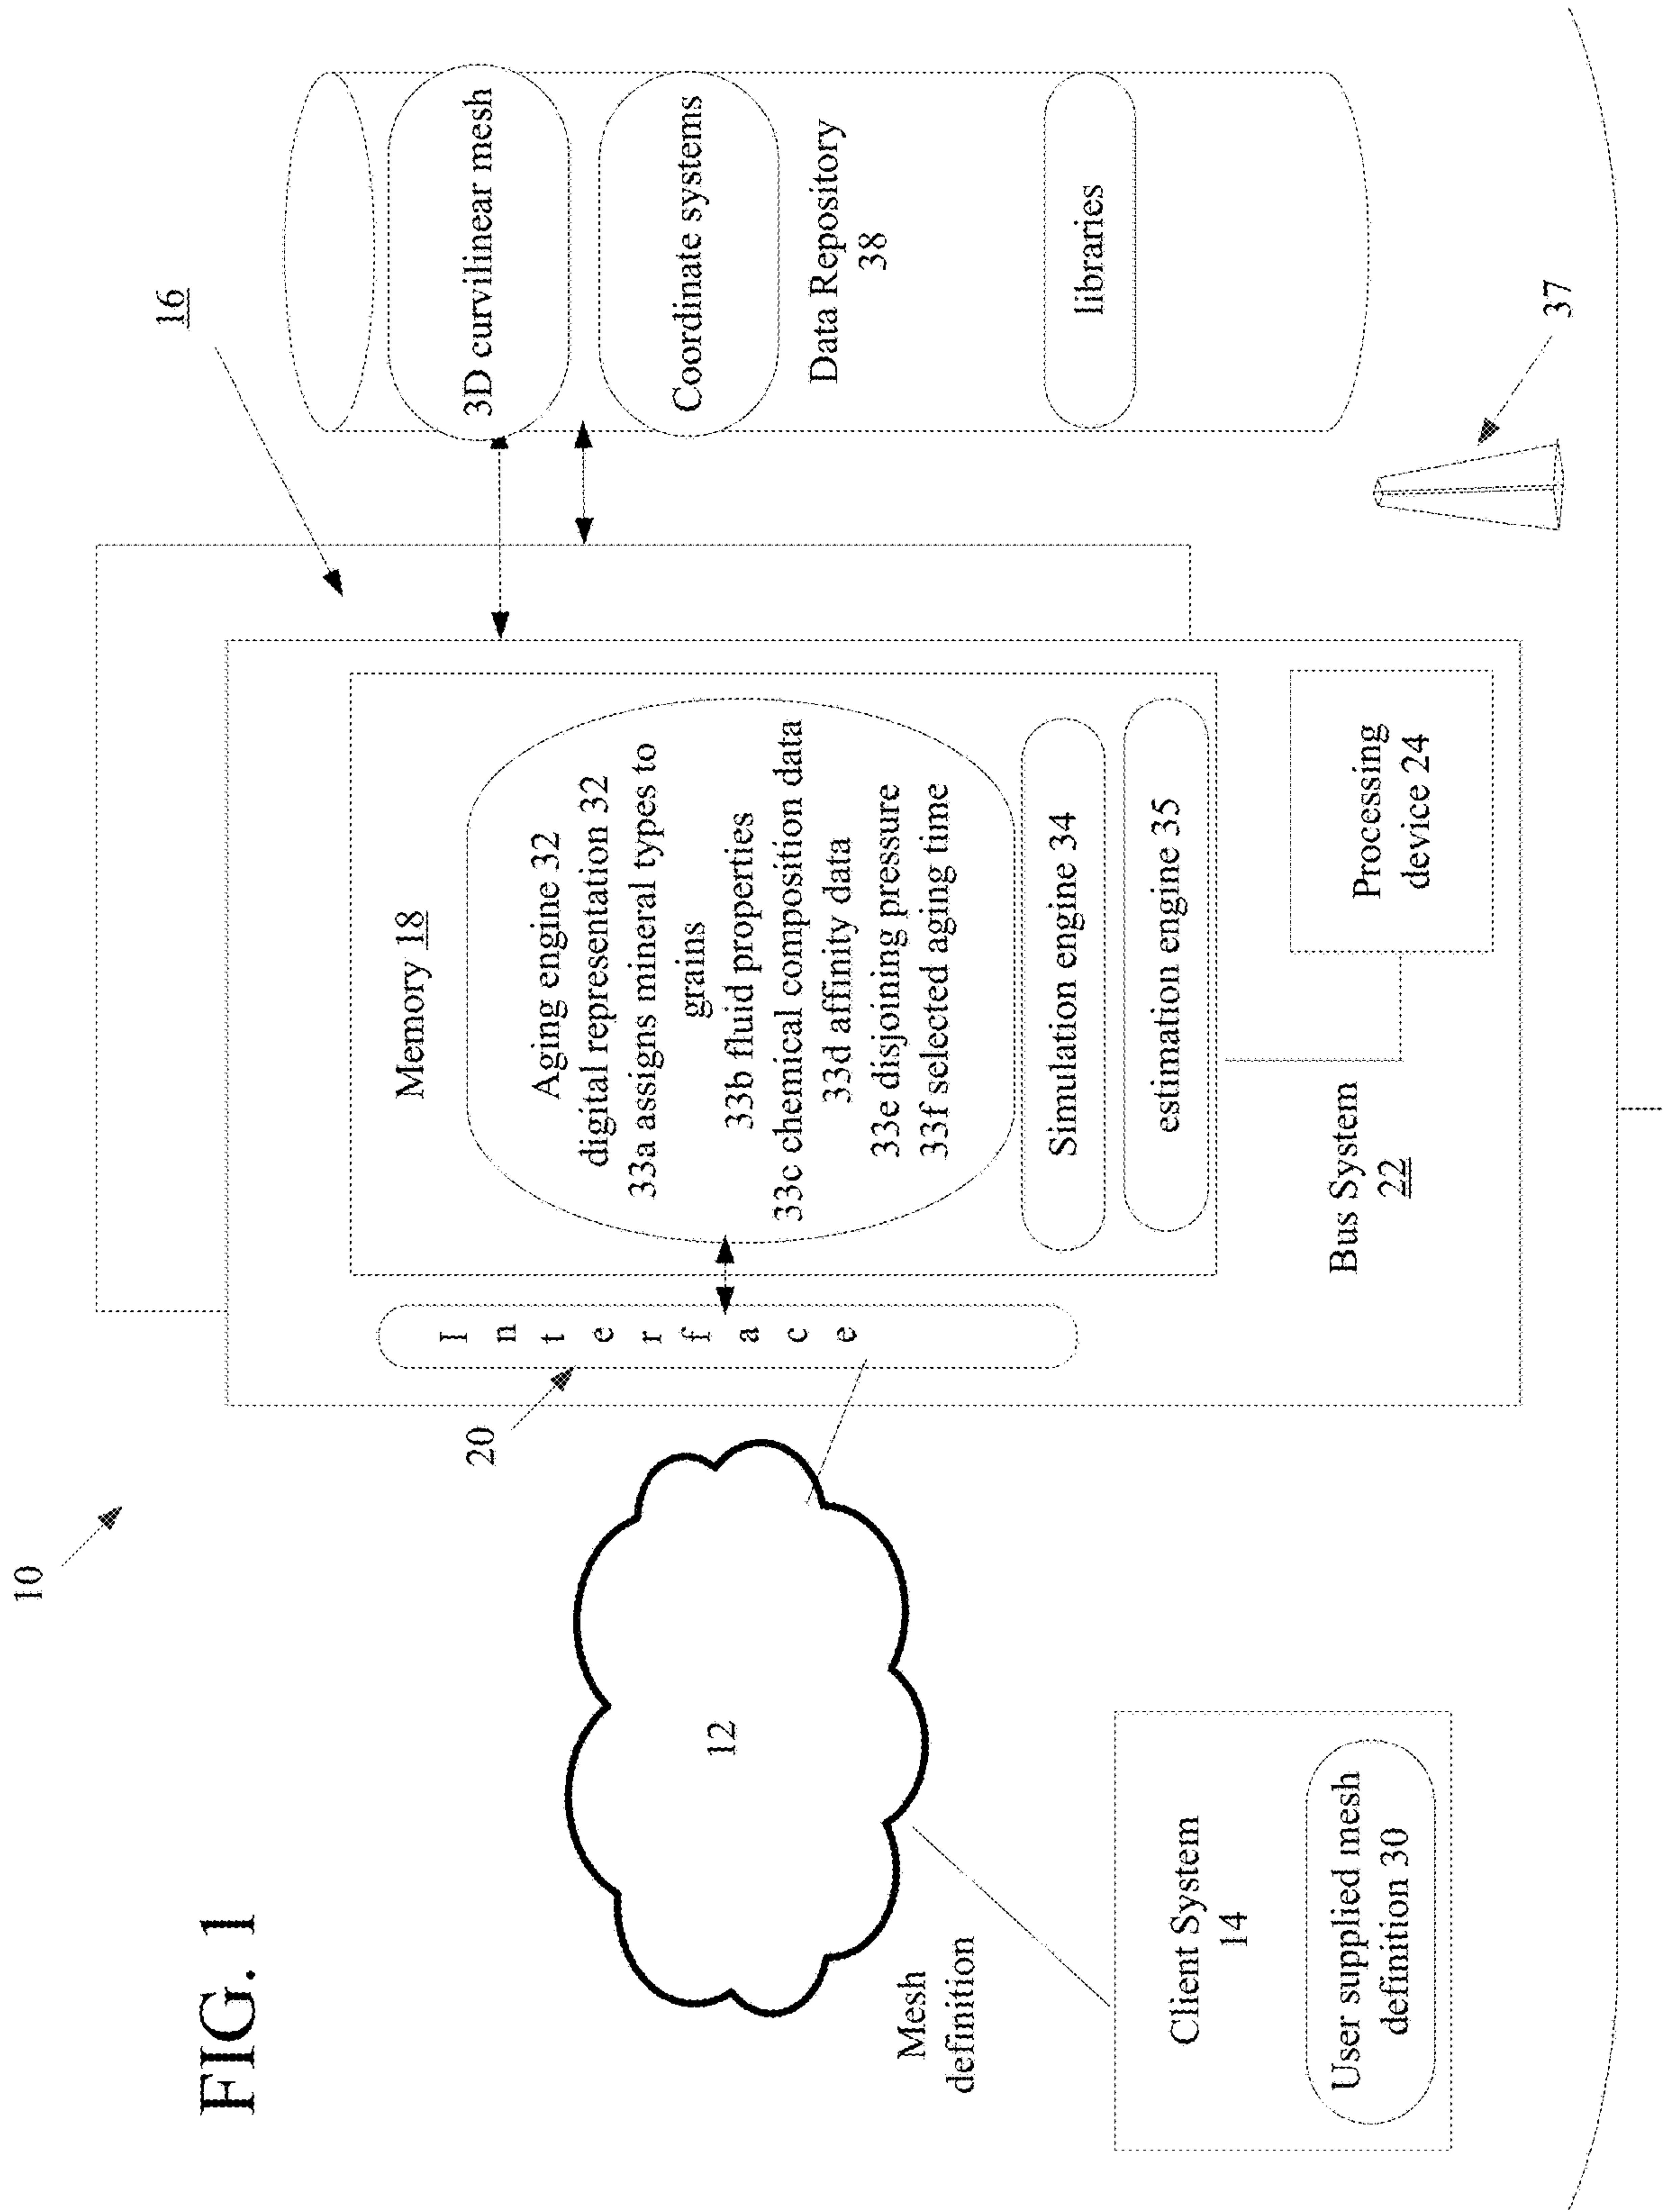 FIG. 1
10
16
20
Memory 18
Aging engine 32
digital representation 32
33a assigns mineral types to
grains
33b fluid properties
33c chemical composition data
33d affinity data
33e disjoining pressure
33f selected aging time
Simulation engine 34
estimation engine 35
Interface
Bus System
22
Processing
device 24
3D curvilinear mesh
Coordinate systems
Data Repository
38
libraries
37
12
Mesh
definition
Client System
14
User supplied mesh
definition 30